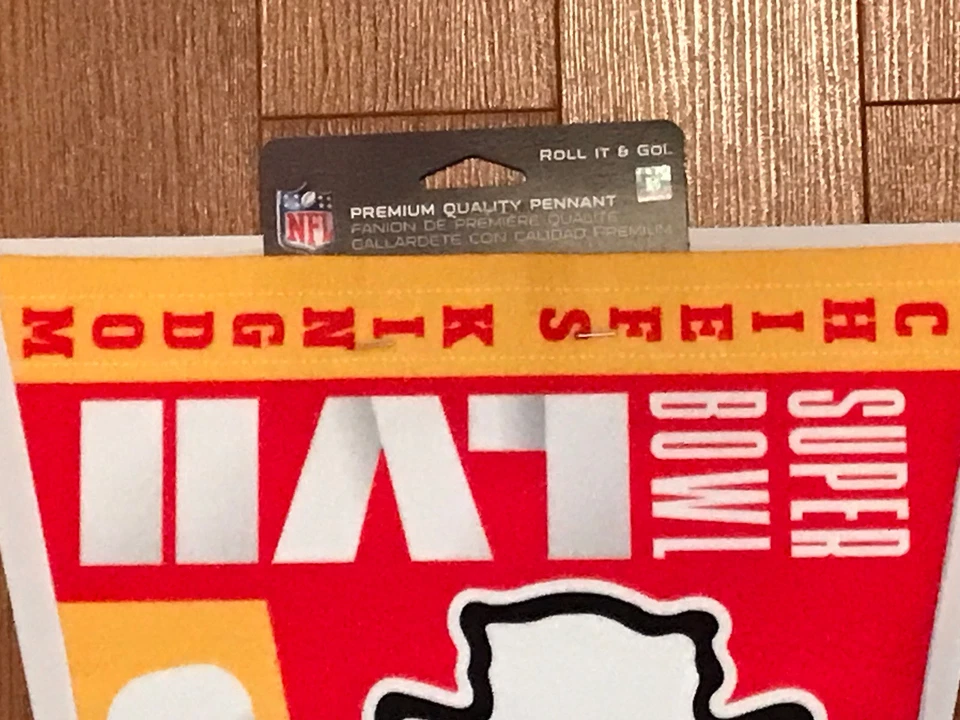 ROLL IT & GO!
NFL
PREMIUM QUALITY PENNANT
FANION DE PREMIÈRE QUALITÉ
GALLARDETE CON CALIDAD PREMIUM
CHIEFS KINGDOM
SUPER
BOWL
LVII